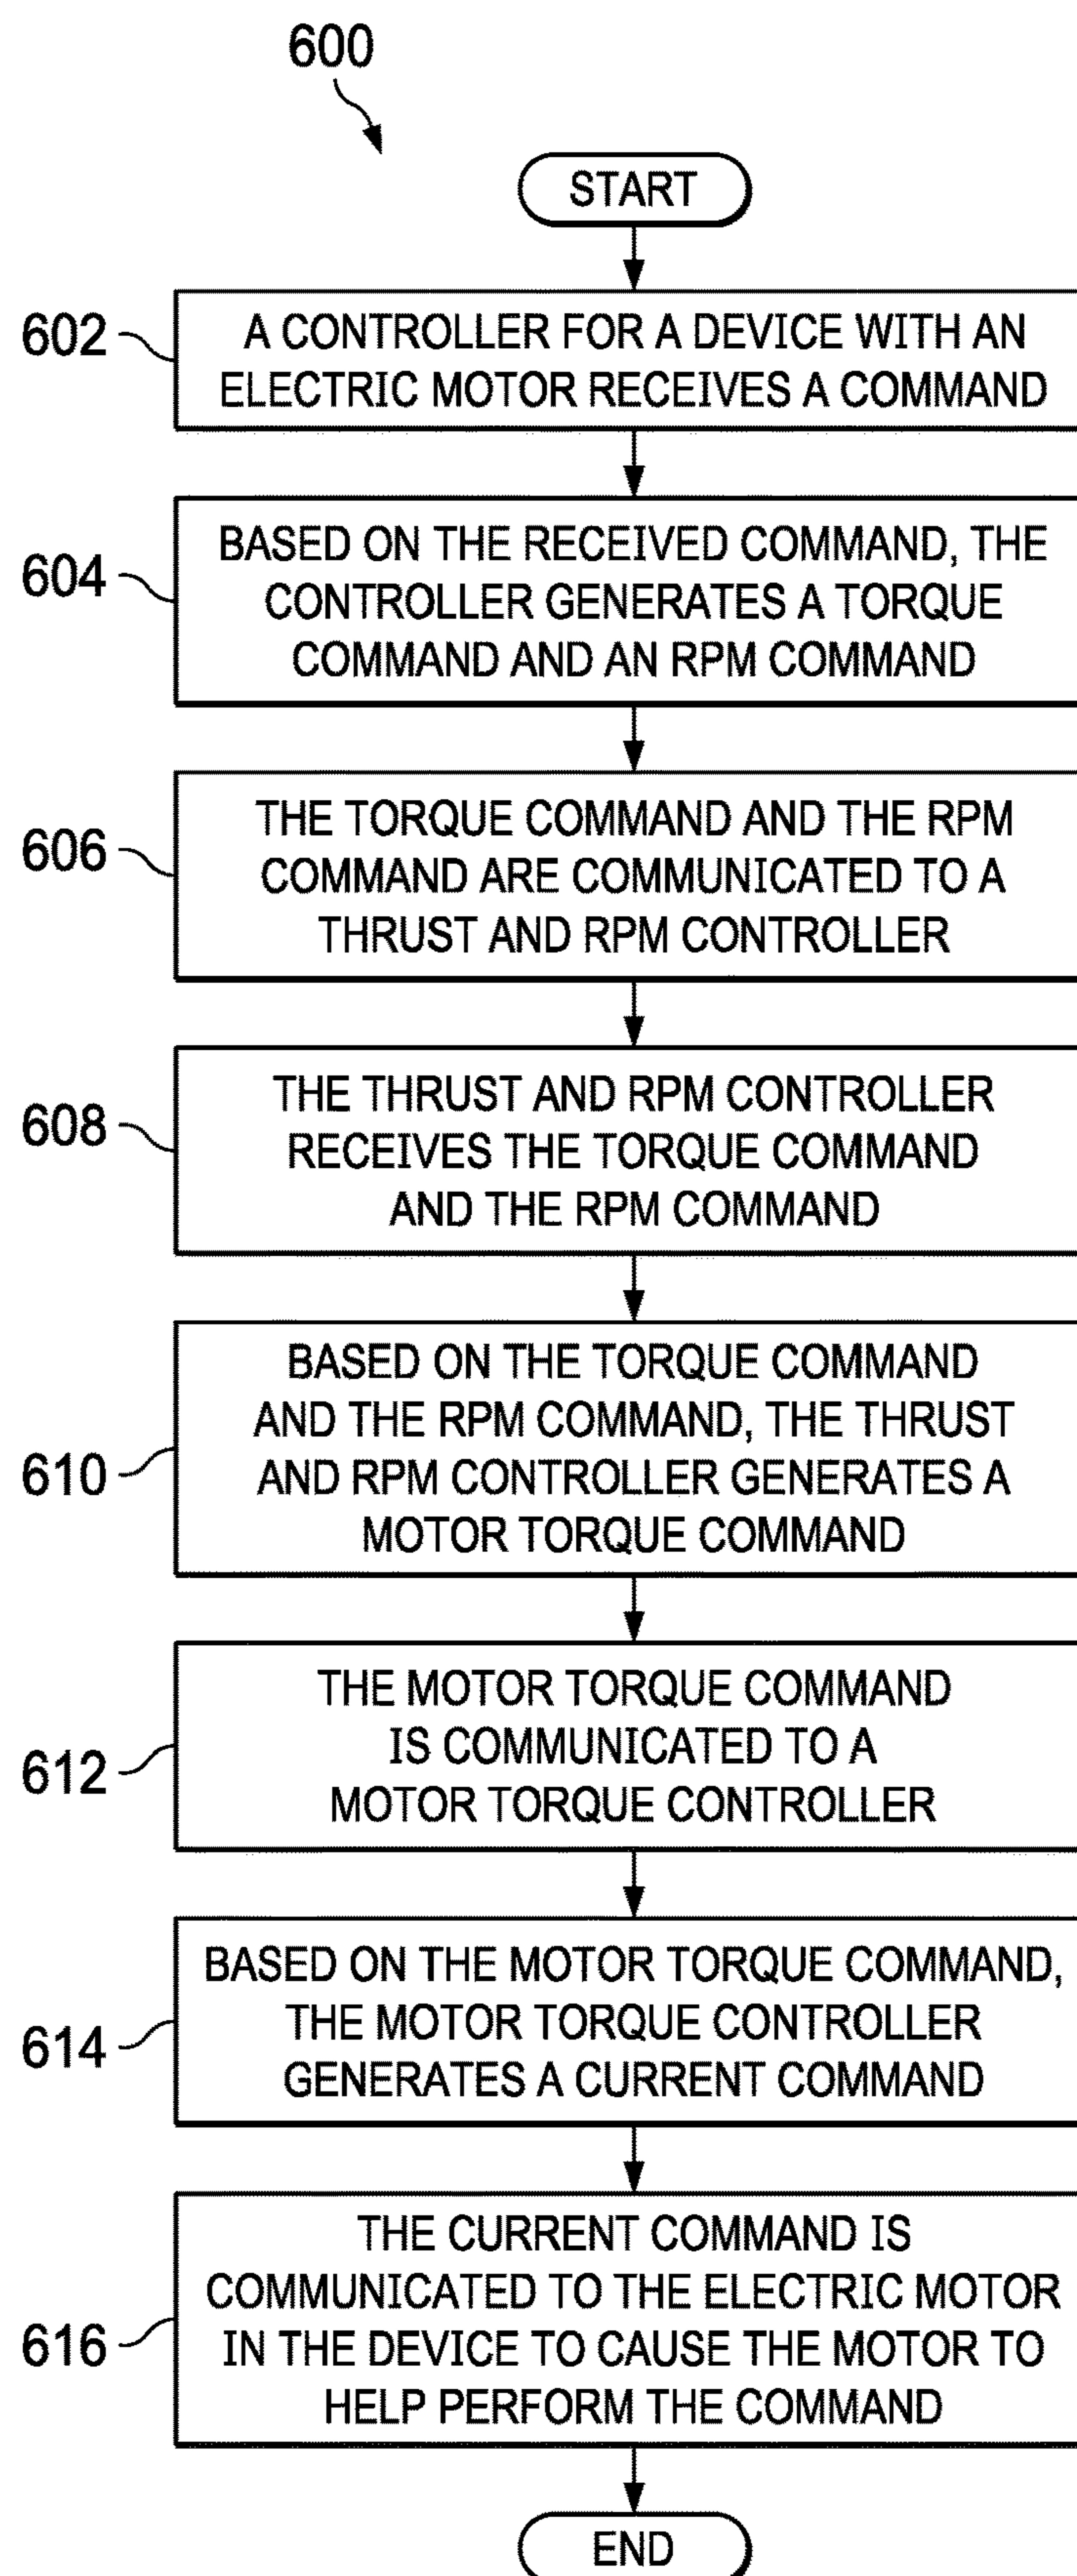 600
START
602
A CONTROLLER FOR A DEVICE WITH AN
ELECTRIC MOTOR RECEIVES A COMMAND
604
BASED ON THE RECEIVED COMMAND, THE
CONTROLLER GENERATES A TORQUE
COMMAND AND AN RPM COMMAND
606
THE TORQUE COMMAND AND THE RPM
COMMAND ARE COMMUNICATED TO A
THRUST AND RPM CONTROLLER
608
THE THRUST AND RPM CONTROLLER
RECEIVES THE TORQUE COMMAND
AND THE RPM COMMAND
610
BASED ON THE TORQUE COMMAND
AND THE RPM COMMAND, THE THRUST
AND RPM CONTROLLER GENERATES A
MOTOR TORQUE COMMAND
612
THE MOTOR TORQUE COMMAND
IS COMMUNICATED TO A
MOTOR TORQUE CONTROLLER
614
BASED ON THE MOTOR TORQUE COMMAND,
THE MOTOR TORQUE CONTROLLER
GENERATES A CURRENT COMMAND
616
THE CURRENT COMMAND IS
COMMUNICATED TO THE ELECTRIC MOTOR
IN THE DEVICE TO CAUSE THE MOTOR TO
HELP PERFORM THE COMMAND
END